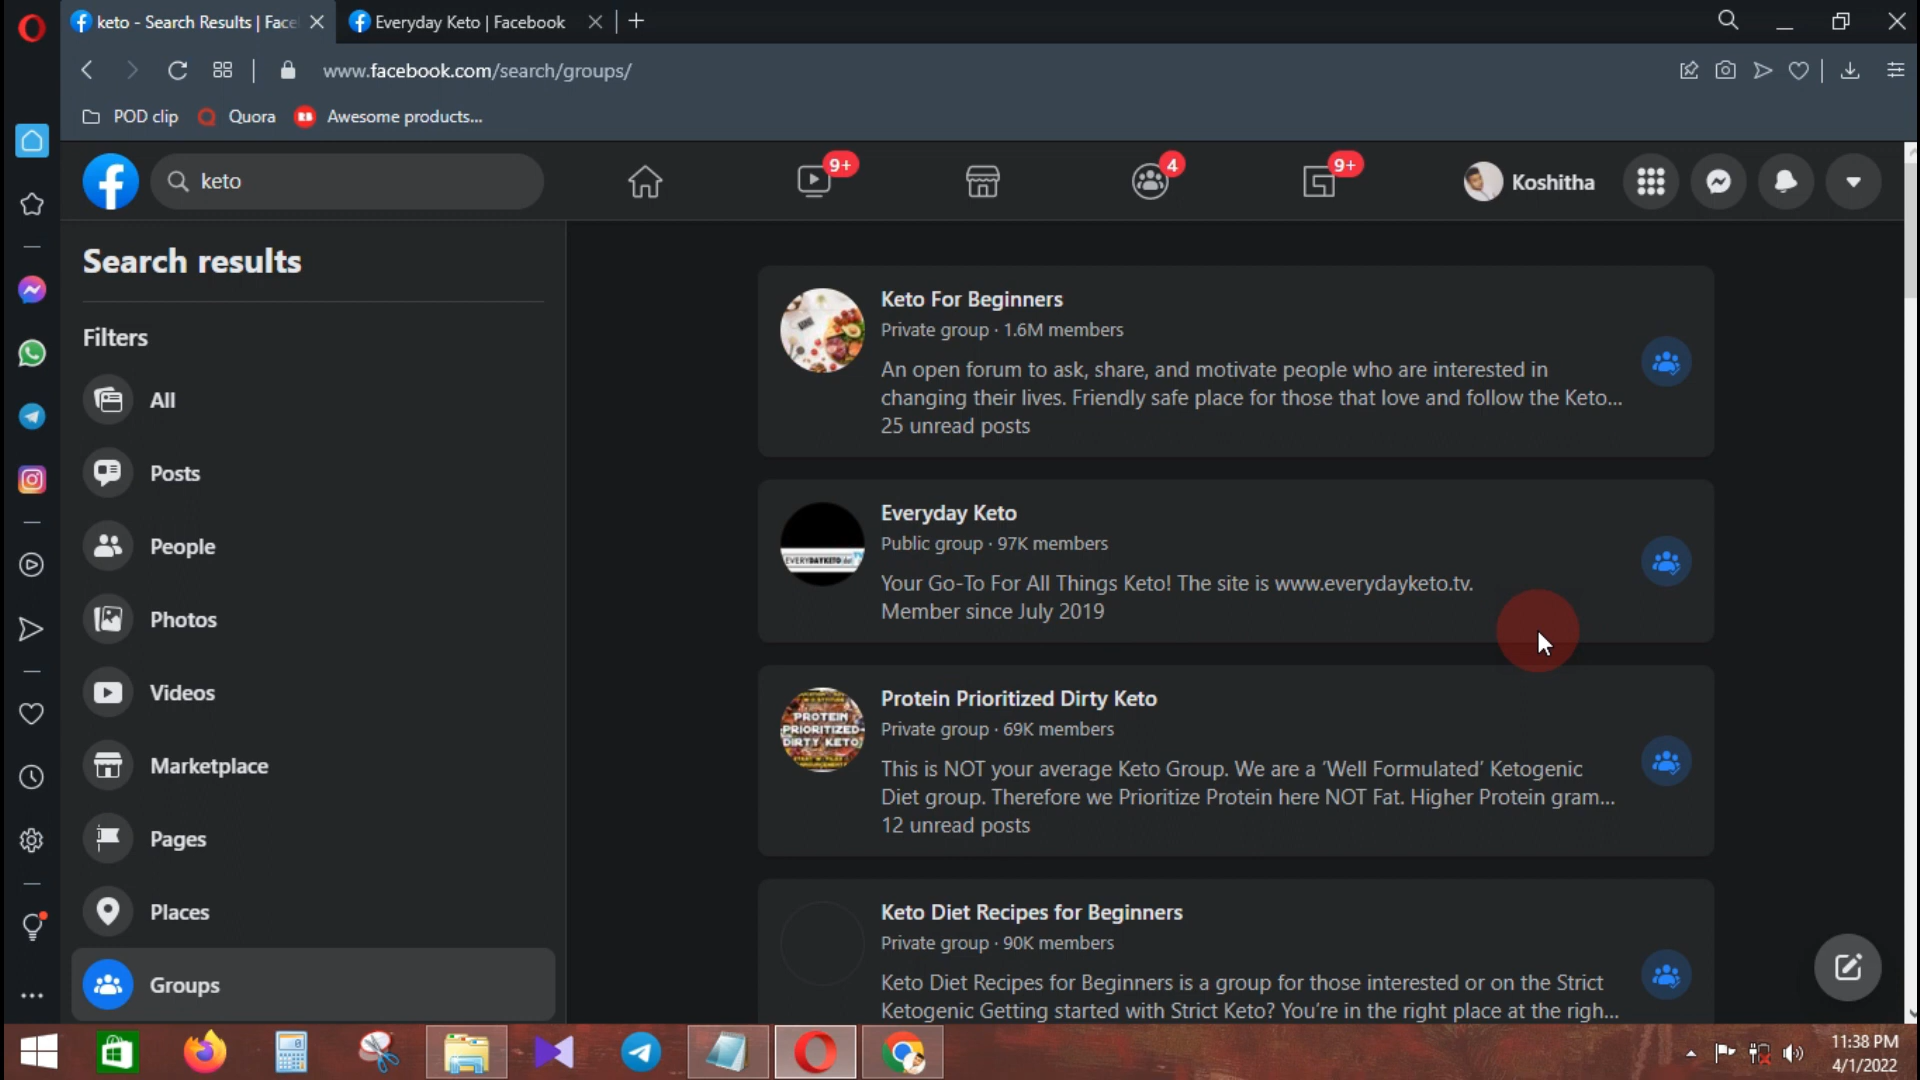 keto - Search Results | Face
Everyday Keto | Facebook
www.facebook.com/search/groups/
POD clip
Quora
Awesome products...
keto
9+
4
9+
Koshitha
Search results
Filters
All
Posts
People
Photos
Videos
Marketplace
Pages
Places
Groups
Keto For Beginners
Private group · 1.6M members
An open forum to ask, share, and motivate people who are interested in
changing their lives. Friendly safe place for those that love and follow the Keto...
25 unread posts
EVERYDAYKETO
Everyday Keto
Public group · 97K members
Your Go-To For All Things Keto! The site is www.everydayketo.tv.
Member since July 2019
PROTEIN
PRIORITIZED
DIRTY KETO
Protein Prioritized Dirty Keto
Private group · 69K members
This is NOT your average Keto Group. We are a ‘Well Formulated’ Ketogenic
Diet group. Therefore we Prioritize Protein here NOT Fat. Higher Protein gram...
12 unread posts
Keto Diet Recipes for Beginners
Private group · 90K members
Keto Diet Recipes for Beginners is a group for those interested or on the Strict
Ketogenic Getting started with Strict Keto? You’re in the right place at the righ...
11:38 PM
4/1/2022